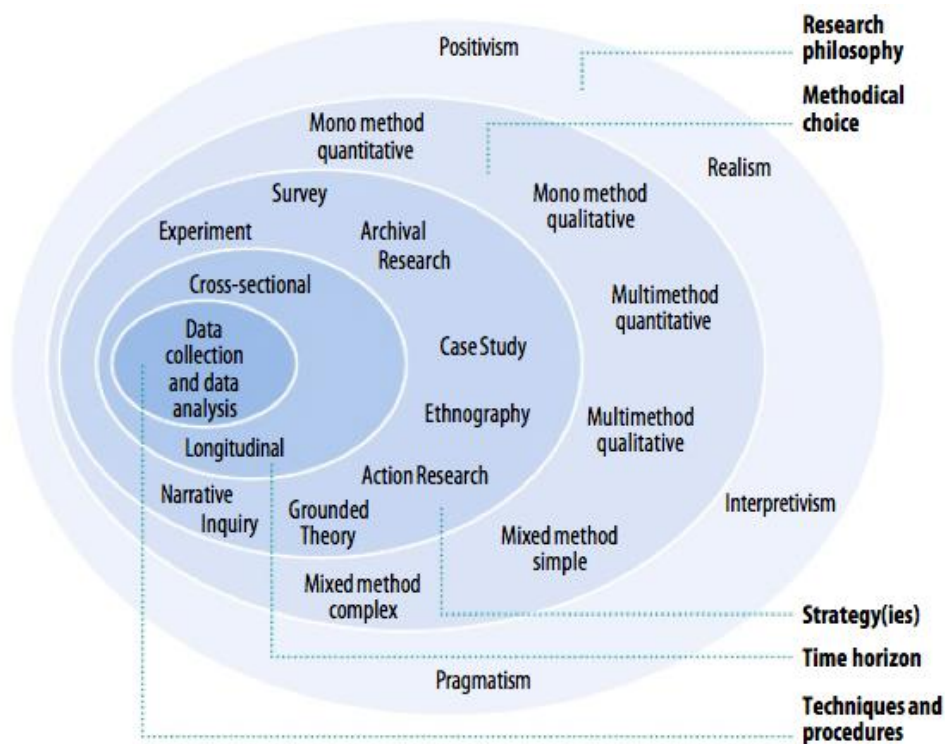 Positivism
Research
philosophy
Methodical
choice
Mono method
quantitative
Realism
Survey
Mono method
qualitative
Experiment
Archival
Research
Cross-sectional
Multimethod
quantitative
Data
collection
and data
analysis
Case Study
Ethnography
Multimethod
qualitative
Longitudinal
Action Research
Narrative
Inquiry
Grounded
Theory
Interpretivism
Mixed method
simple
Mixed method
complex
Strategy(ies)
Time horizon
Pragmatism
Techniques and
procedures